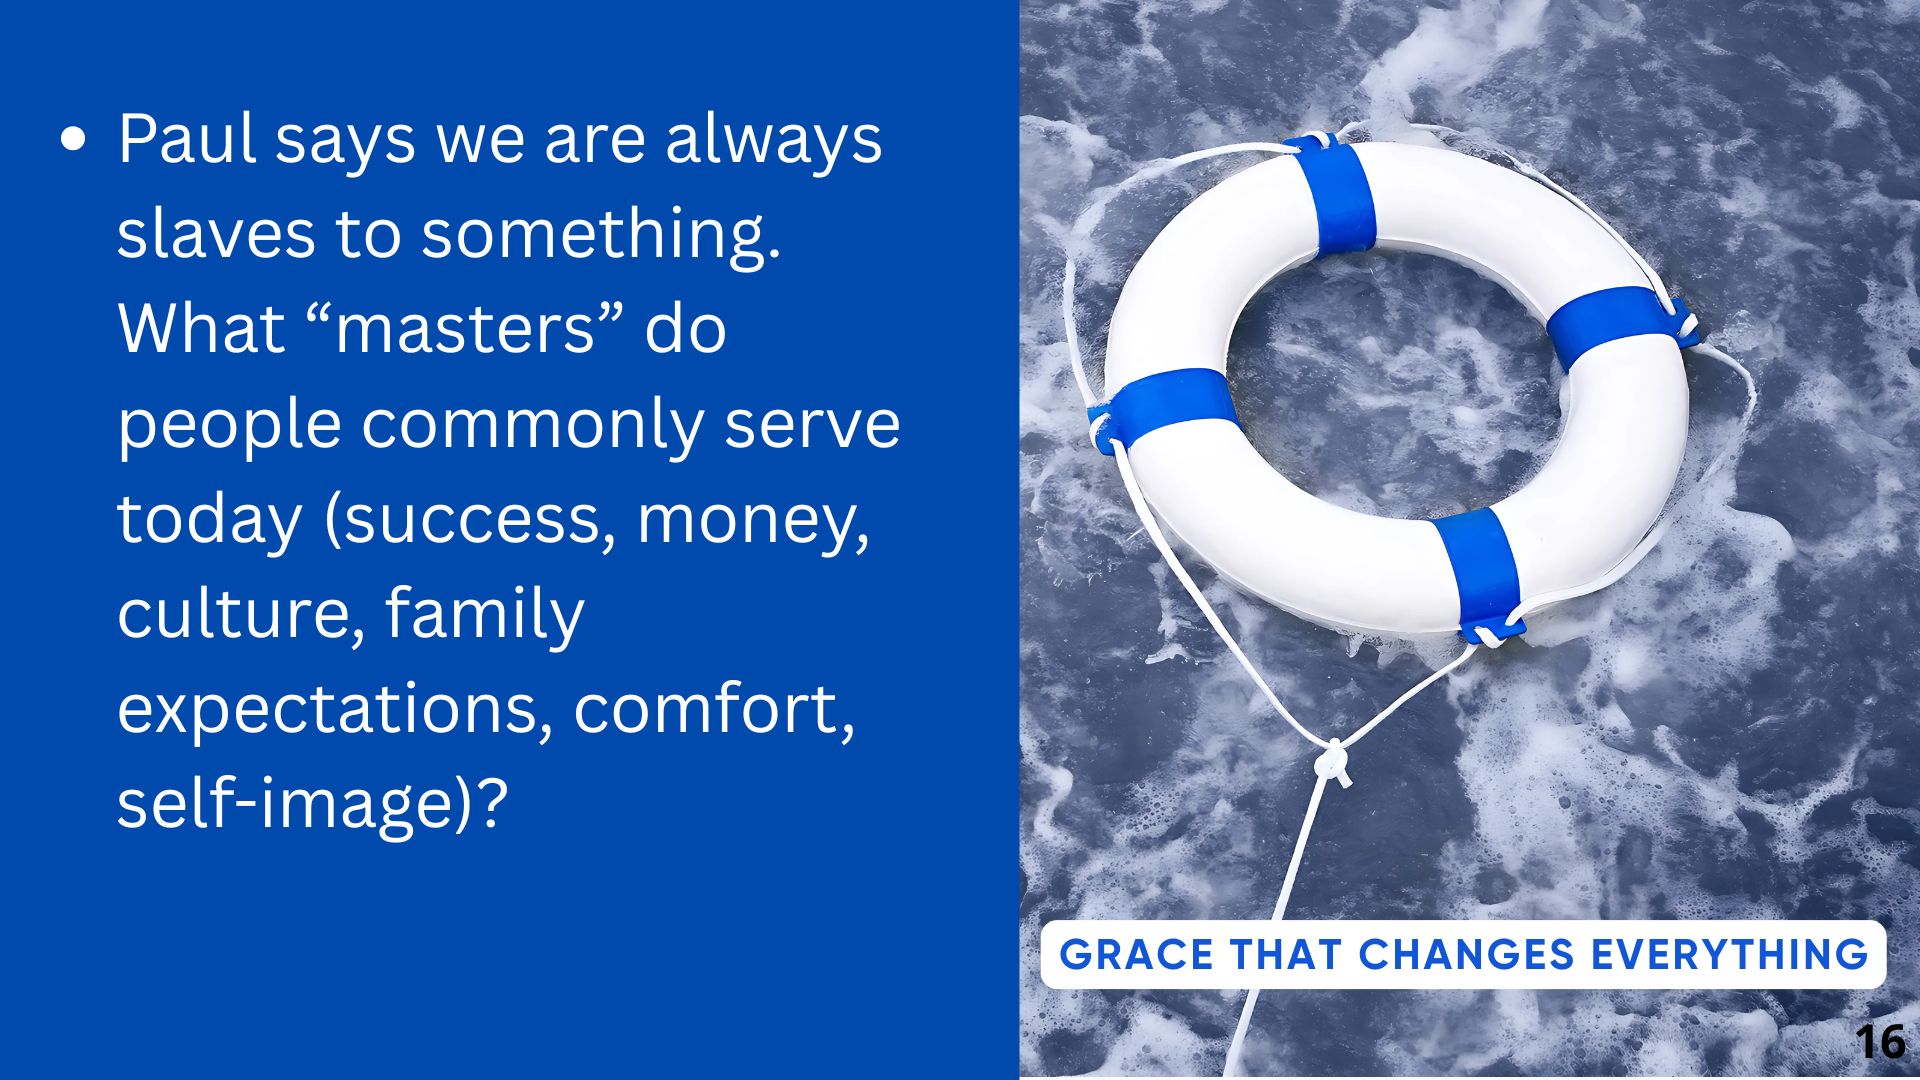 • Paul says we are always
slaves to something.
What “masters” do
people commonly serve
today (success, money,
culture, family
expectations, comfort,
self-image)?
GRACE THAT CHANGES EVERYTHING
16